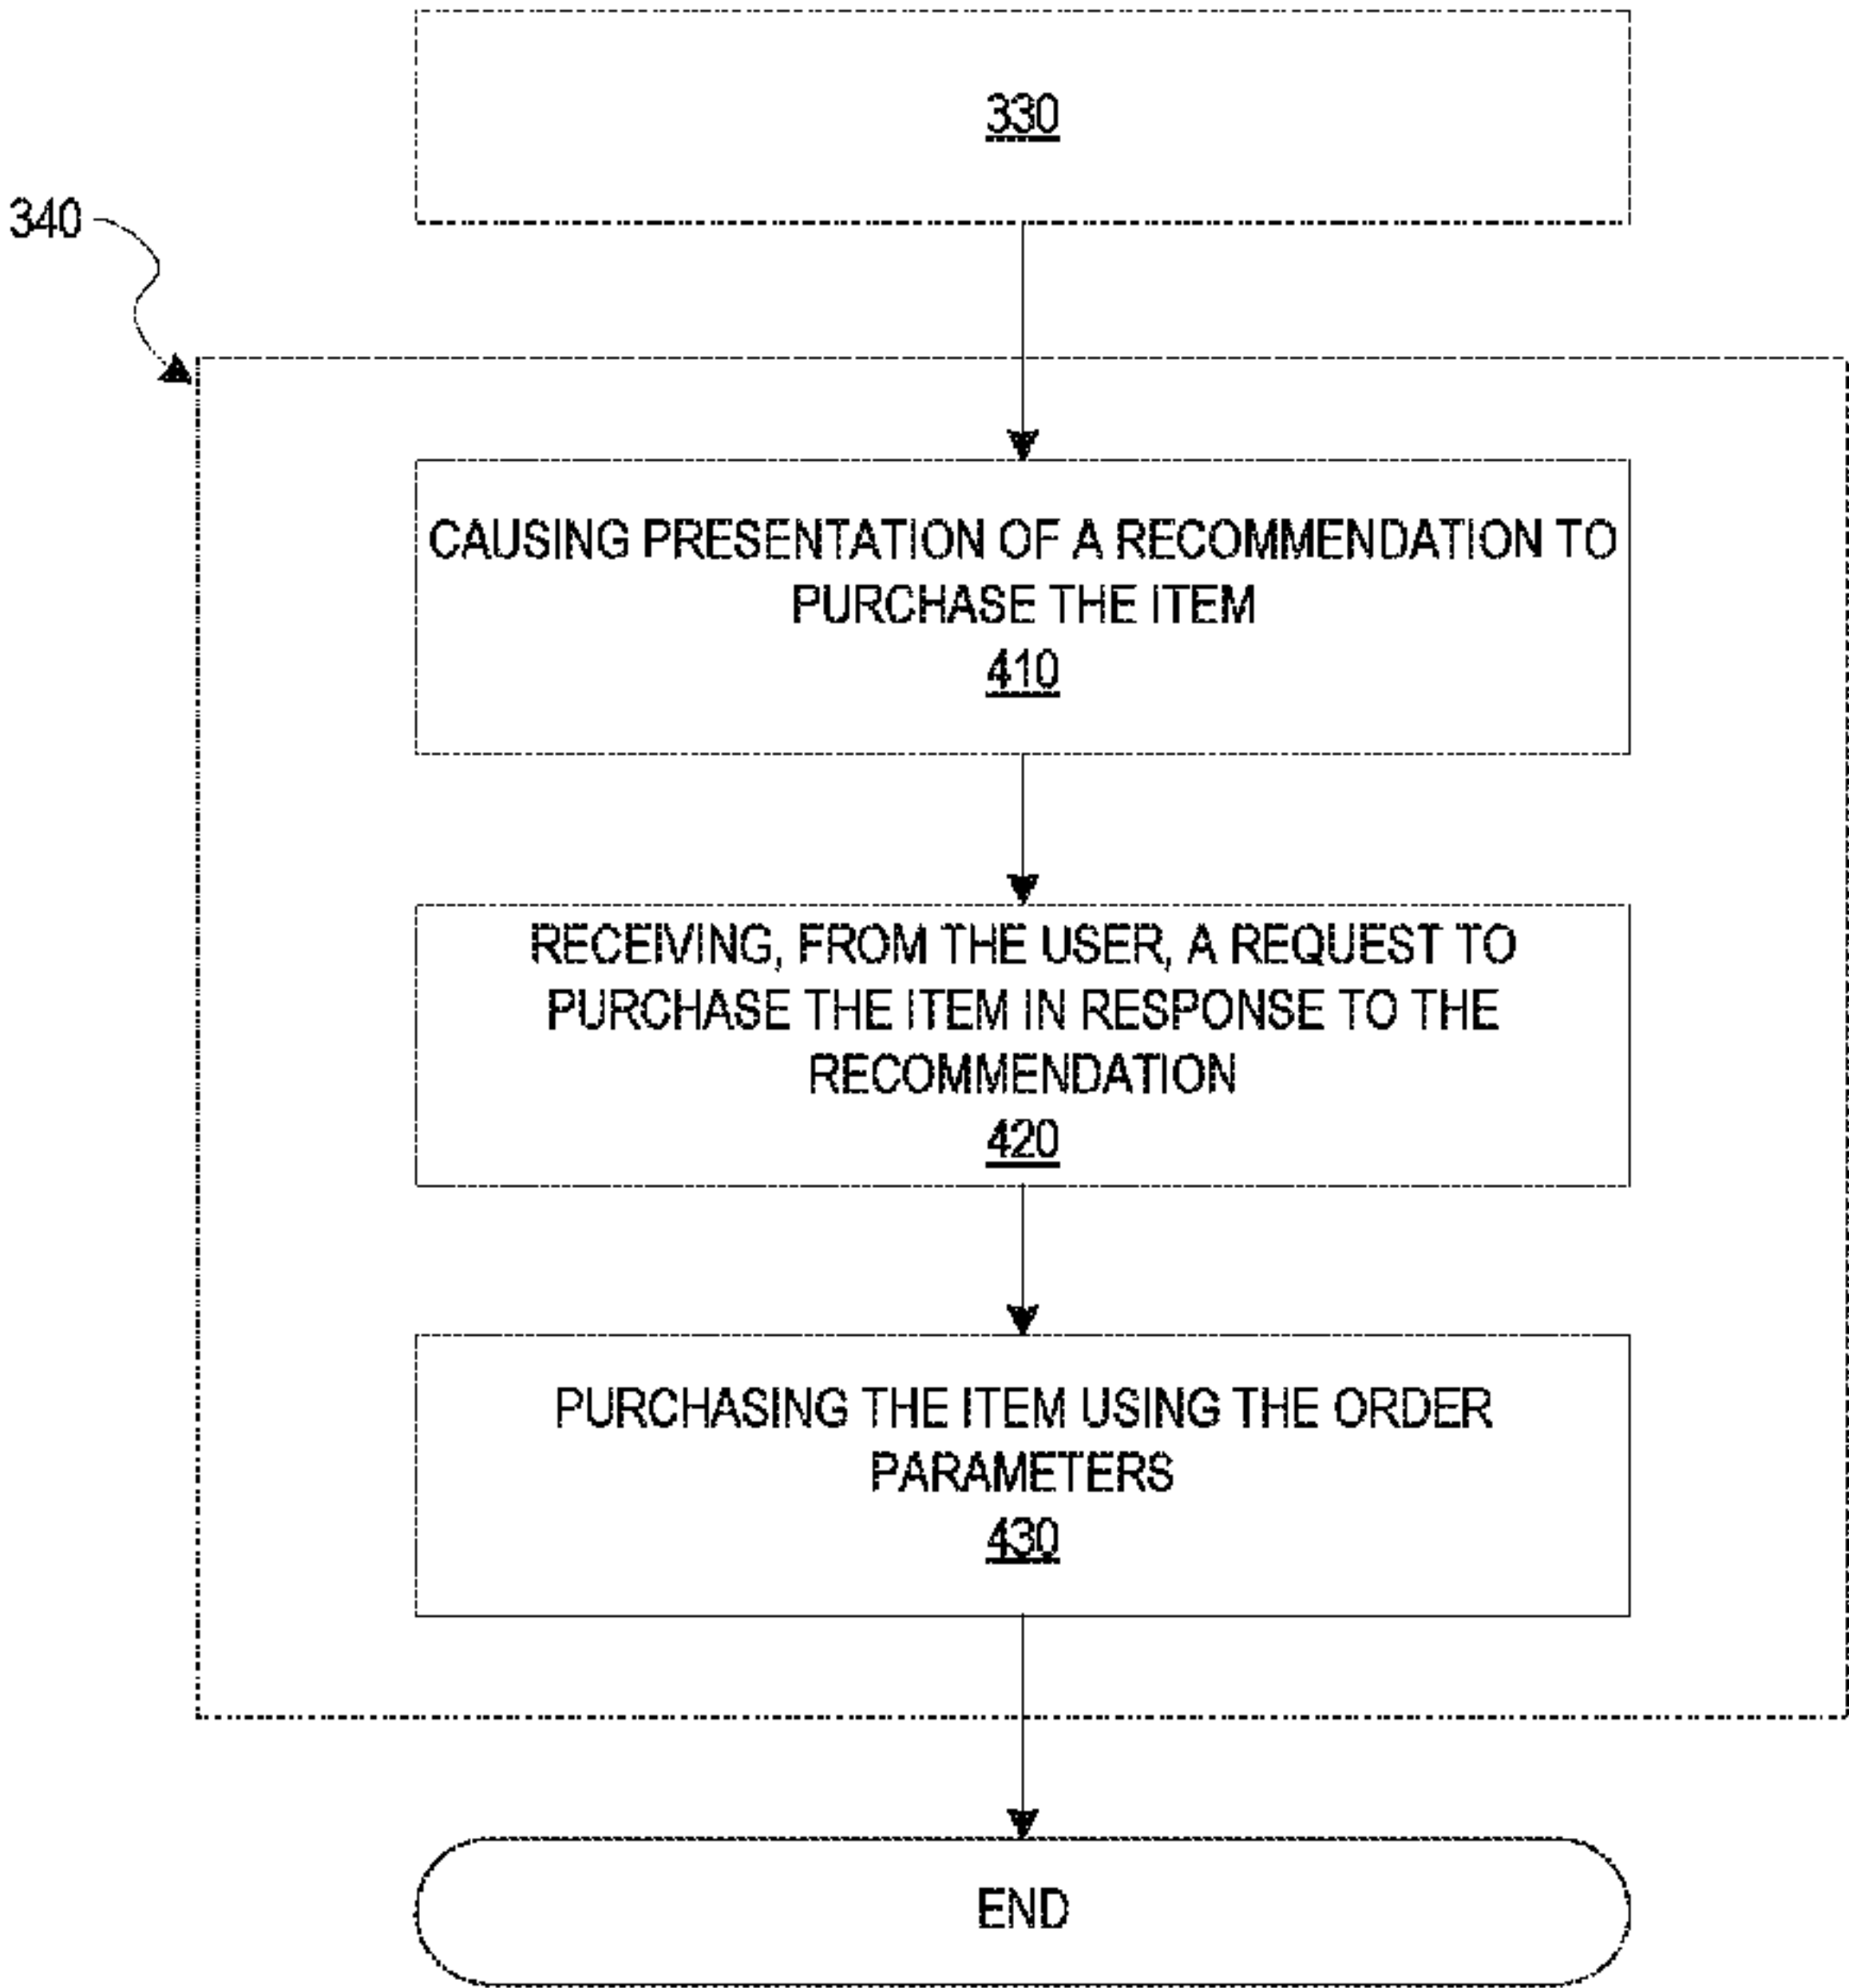 330
340
CAUSING PRESENTATION OF A RECOMMENDATION TO
PURCHASE THE ITEM
410
RECEIVING, FROM THE USER, A REQUEST TO
PURCHASE THE ITEM IN RESPONSE TO THE
RECOMMENDATION
420
PURCHASING THE ITEM USING THE ORDER
PARAMETERS
430
END